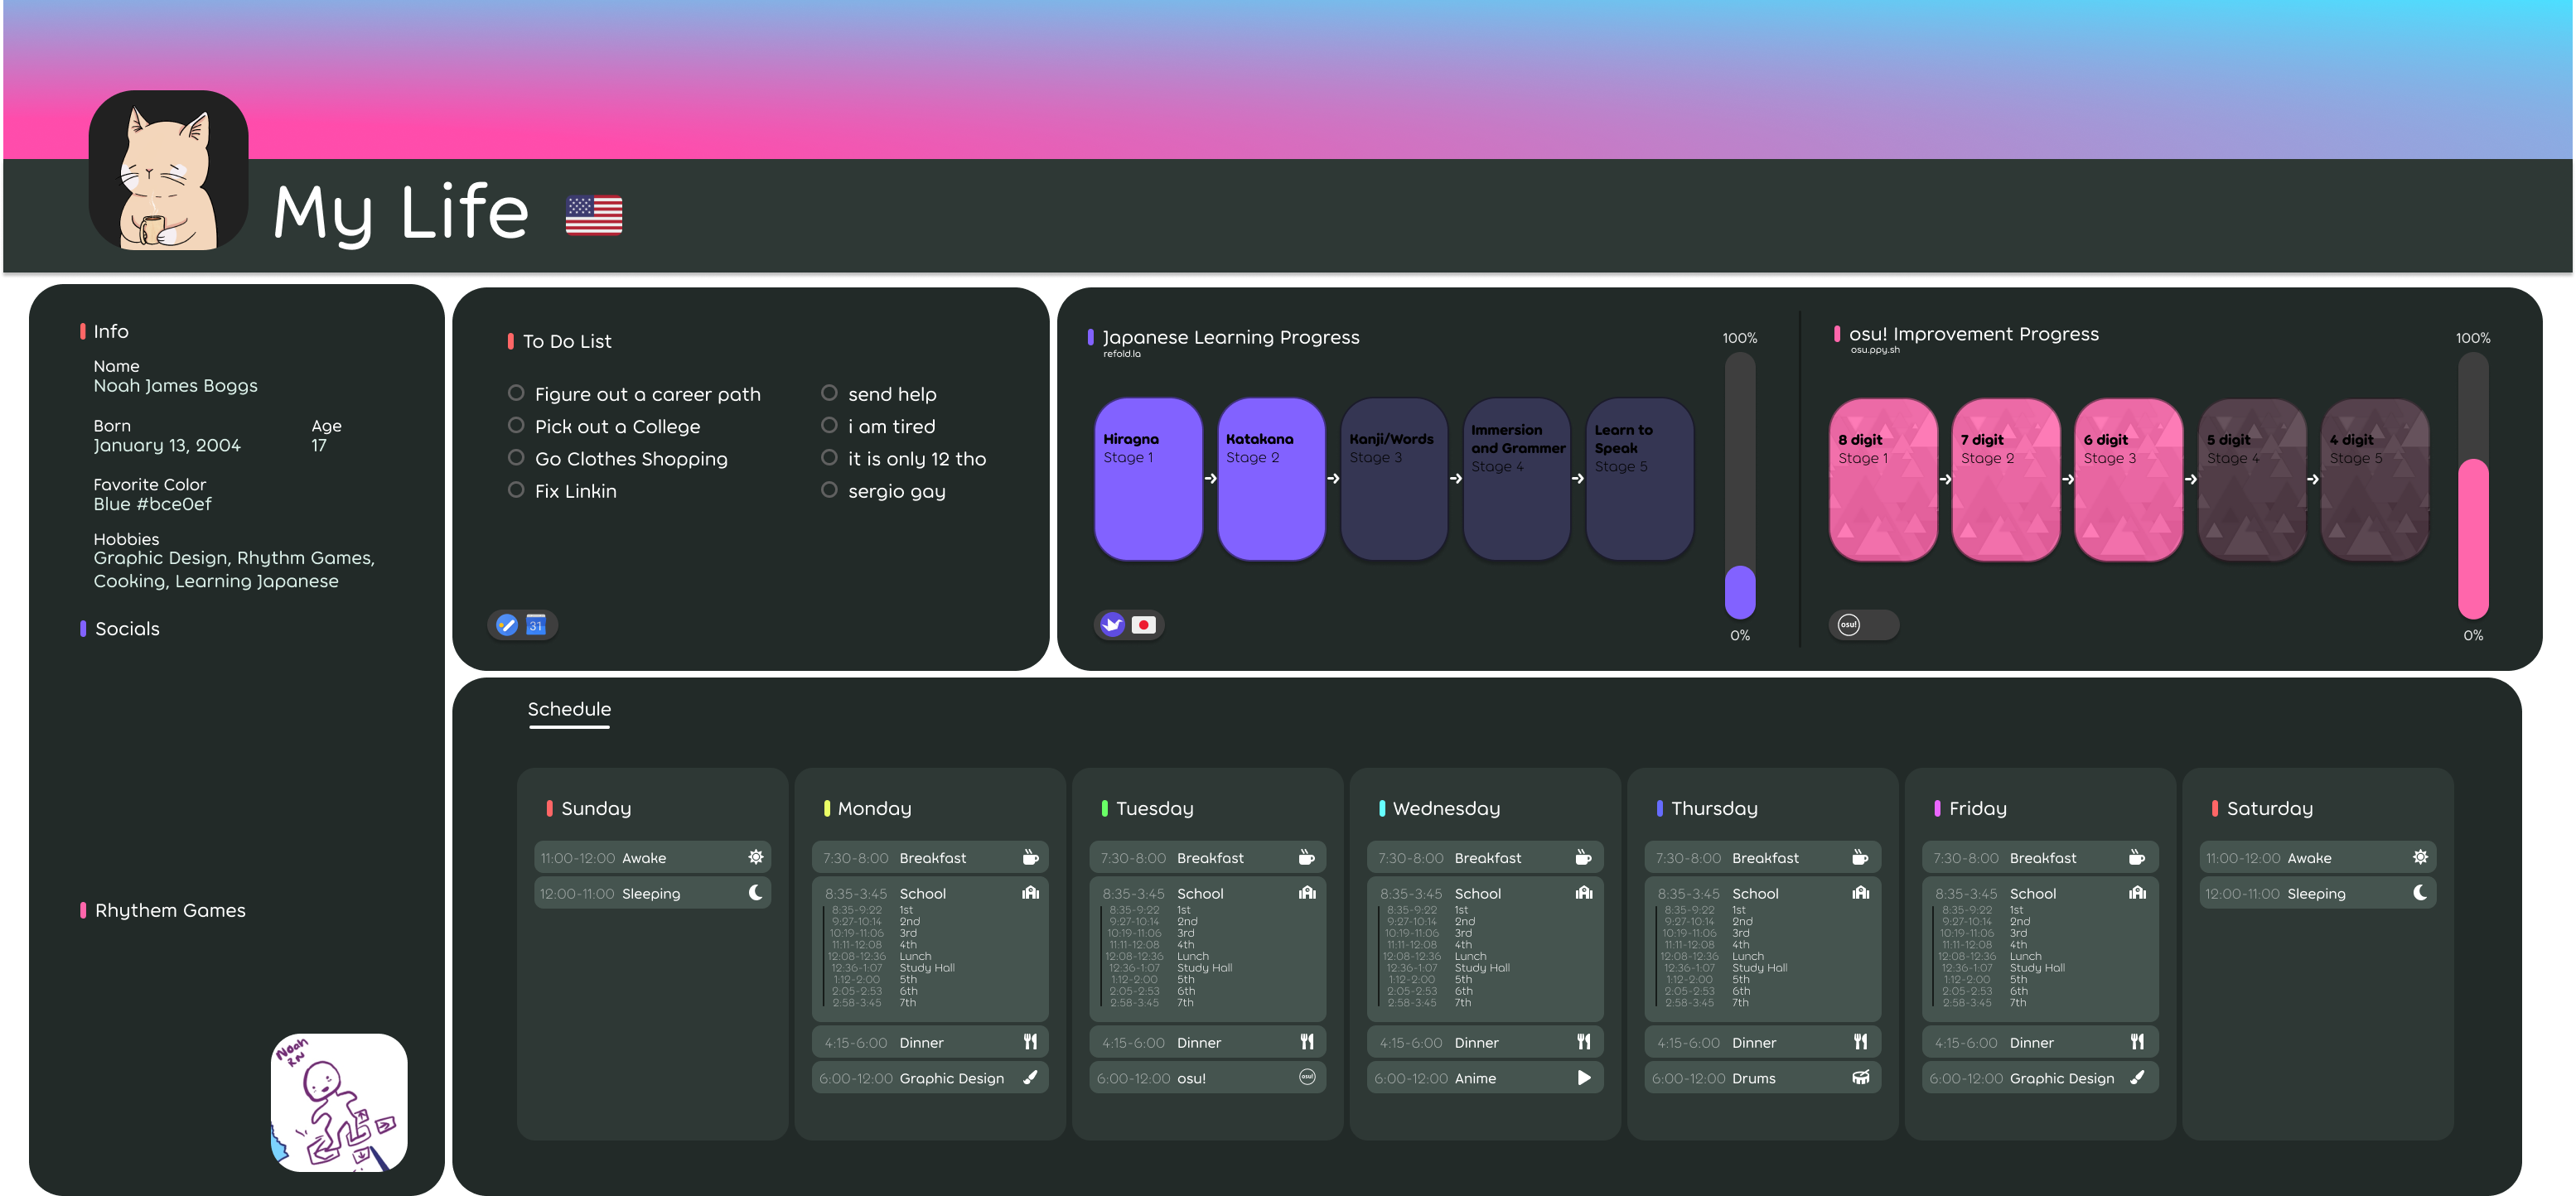 My Life
Info
Name
Noah James Boggs
Born
January 13, 2004
Age
17
Favorite Color
Blue #bce0ef
Hobbies
Graphic Design, Rhythm Games,
Cooking, Learning Japanese
Socials
Rhythem Games
Noah
RN
To Do List
Figure out a career path
Pick out a College
Go Clothes Shopping
Fix Linkin
send help
i am tired
it is only 12 tho
sergio gay
31
Japanese Learning Progress
refold.la
Hiragna
Stage 1
Katakana
Stage 2
Kanji/Words
Stage 3
Immersion
and Grammer
Stage 4
Learn to
Speak
Stage 5
100%
0%
osu! Improvement Progress
osu.ppy.sh
8 digit
Stage 1
7 digit
Stage 2
6 digit
Stage 3
5 digit
Stage 4
4 digit
Stage 5
osu!
100%
0%
Schedule
Sunday
11:00-12:00 Awake
12:00-11:00 Sleeping
Monday
7:30-8:00 Breakfast
8:35-3:45 School
8:35-9:22 1st
9:27-10:14 2nd
10:19-11:06 3rd
11:11-12:08 4th
12:08-12:36 Lunch
12:36-1:07 Study Hall
1:12-2:00 5th
2:05-2:53 6th
2:58-3:45 7th
4:15-6:00 Dinner
6:00-12:00 Graphic Design
Tuesday
7:30-8:00 Breakfast
8:35-3:45 School
8:35-9:22 1st
9:27-10:14 2nd
10:19-11:06 3rd
11:11-12:08 4th
12:08-12:36 Lunch
12:36-1:07 Study Hall
1:12-2:00 5th
2:05-2:53 6th
2:58-3:45 7th
4:15-6:00 Dinner
6:00-12:00 osu!
osu!
Wednesday
7:30-8:00 Breakfast
8:35-3:45 School
8:35-9:22 1st
9:27-10:14 2nd
10:19-11:06 3rd
11:11-12:08 4th
12:08-12:36 Lunch
12:36-1:07 Study Hall
1:12-2:00 5th
2:05-2:53 6th
2:58-3:45 7th
4:15-6:00 Dinner
6:00-12:00 Anime
Thursday
7:30-8:00 Breakfast
8:35-3:45 School
8:35-9:22 1st
9:27-10:14 2nd
10:19-11:06 3rd
11:11-12:08 4th
12:08-12:36 Lunch
12:36-1:07 Study Hall
1:12-2:00 5th
2:05-2:53 6th
2:58-3:45 7th
4:15-6:00 Dinner
6:00-12:00 Drums
Friday
7:30-8:00 Breakfast
8:35-3:45 School
8:35-9:22 1st
9:27-10:14 2nd
10:19-11:06 3rd
11:11-12:08 4th
12:08-12:36 Lunch
12:36-1:07 Study Hall
1:12-2:00 5th
2:05-2:53 6th
2:58-3:45 7th
4:15-6:00 Dinner
6:00-12:00 Graphic Design
Saturday
11:00-12:00 Awake
12:00-11:00 Sleeping